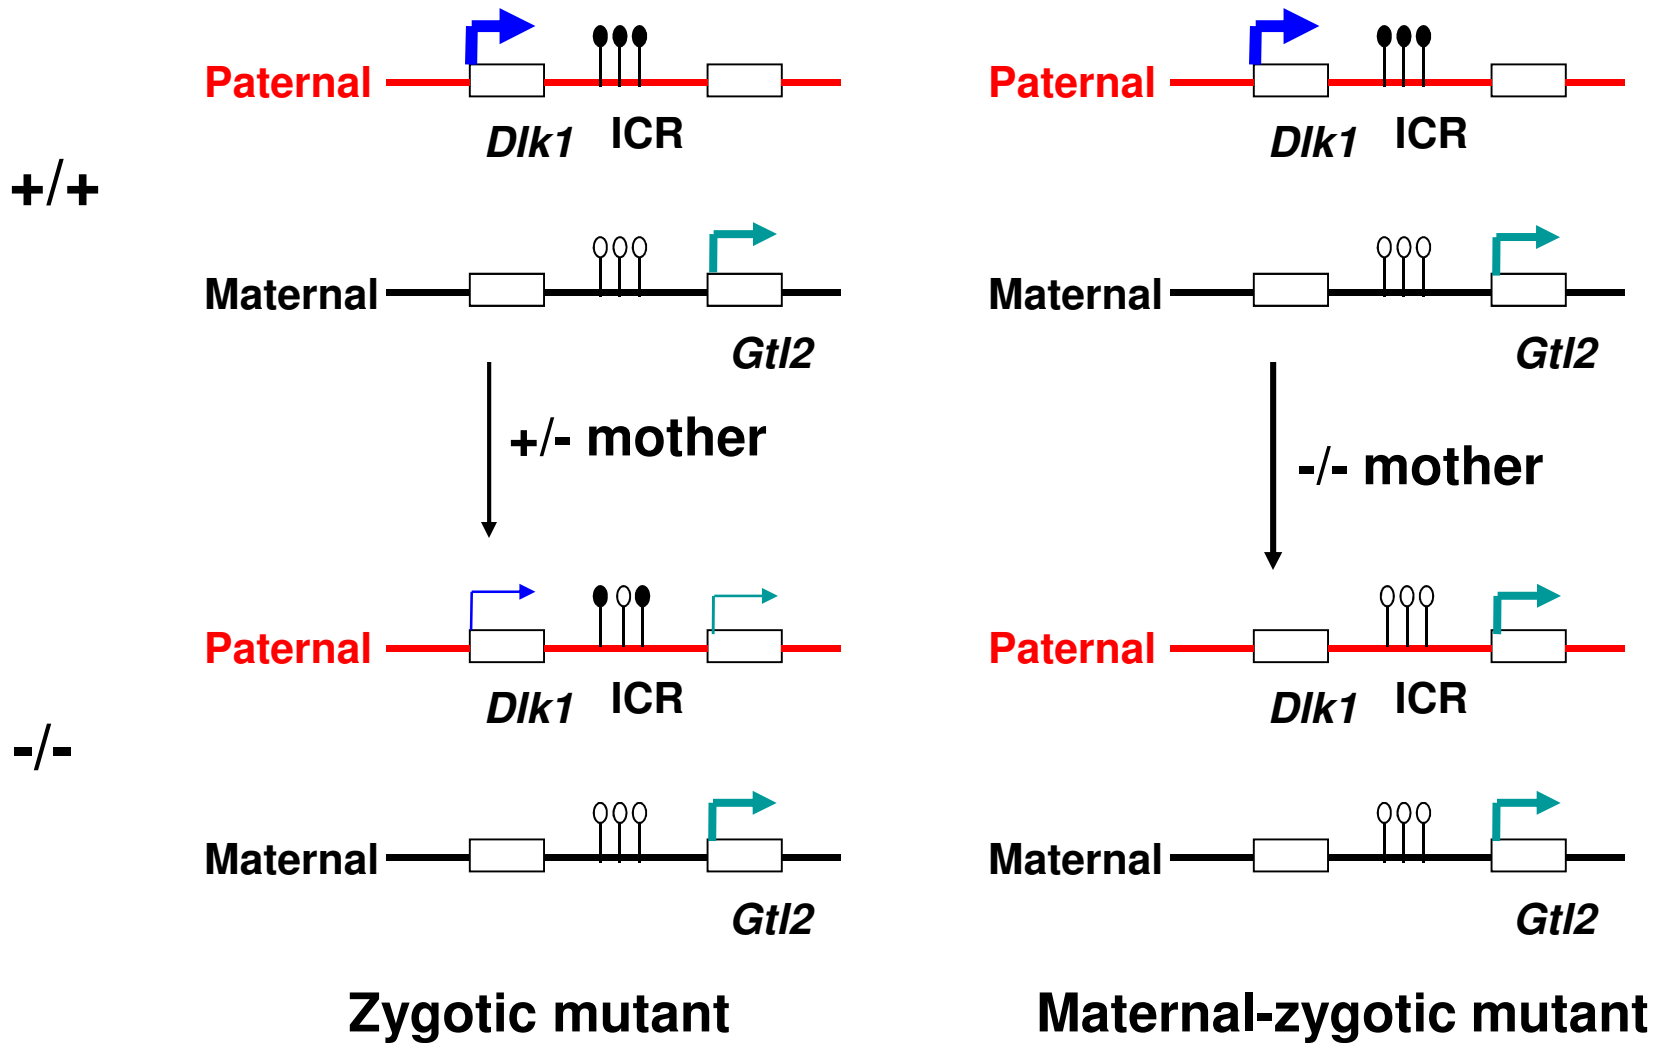 Paternal
Dlk1 ICR
+/+
Maternal
Gtl2
+/- mother
Paternal
Dlk1 ICR
-/-
Maternal
Gtl2
Zygotic mutant
Paternal
Dlk1 ICR
Maternal
Gtl2
-/- mother
Paternal
Dlk1 ICR
Maternal
Gtl2
Maternal-zygotic mutant